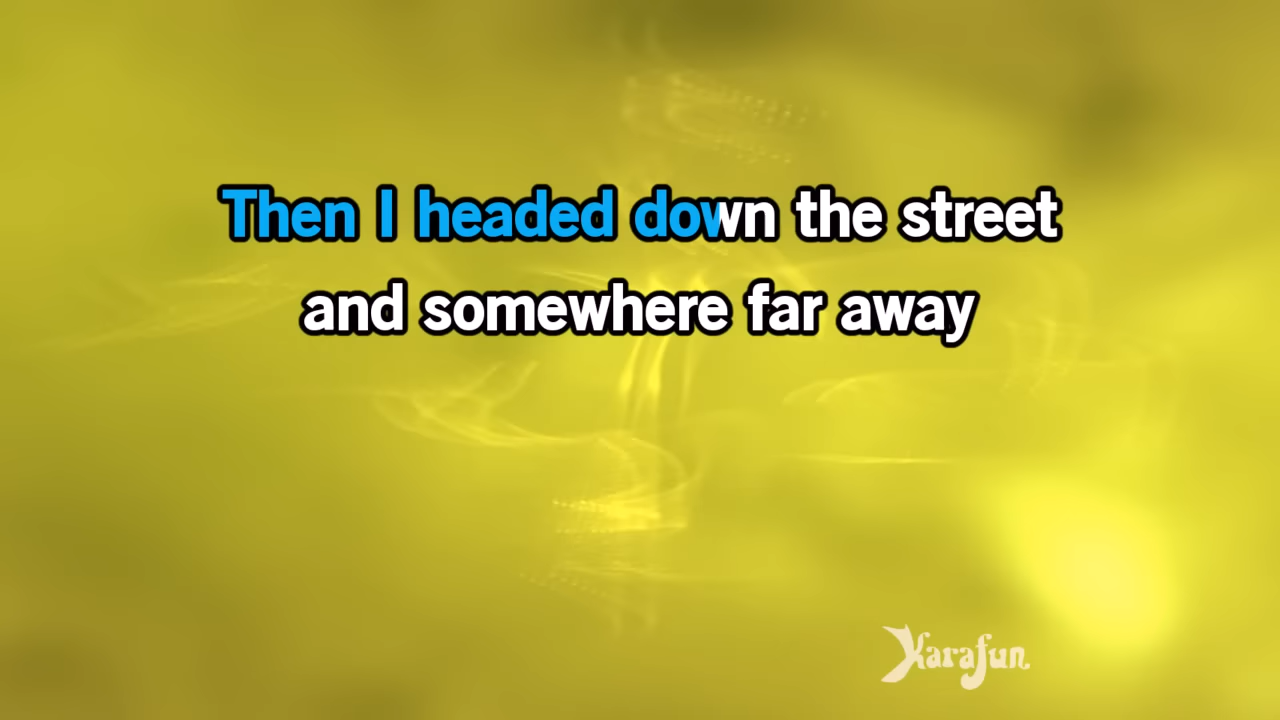 Then I headed down the street
and somewhere far away
Karafun